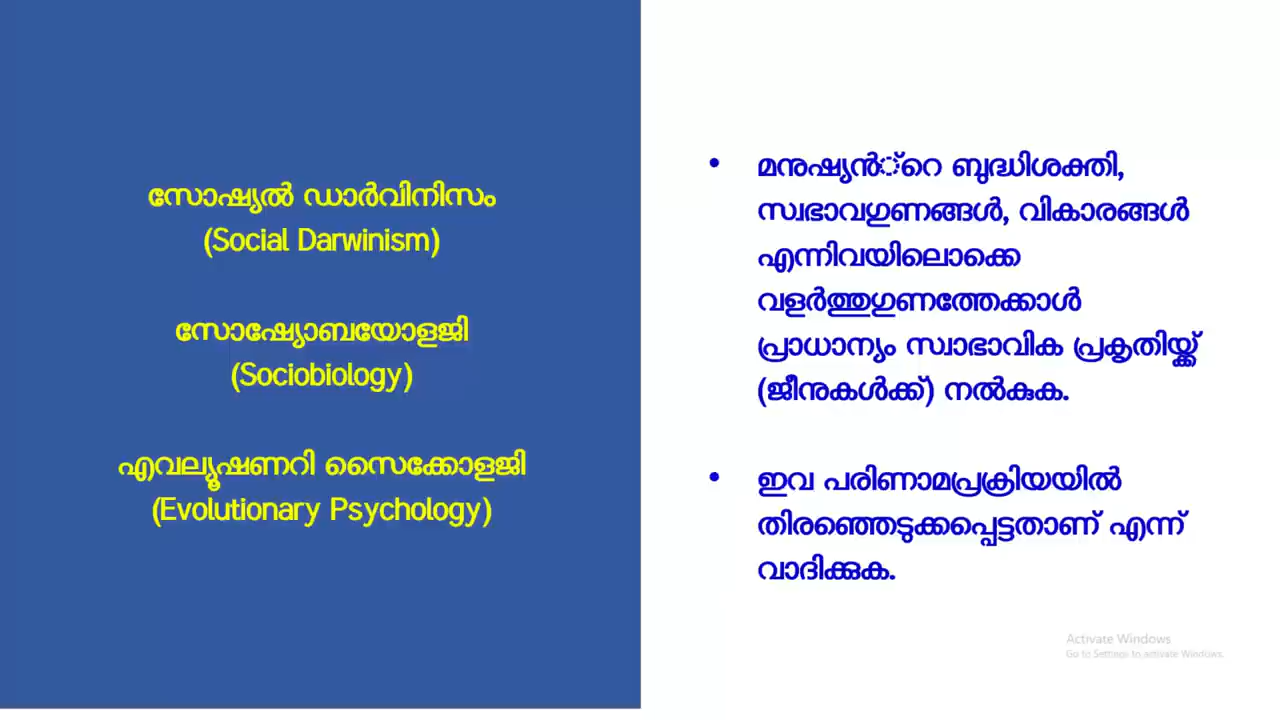 സോഷ്യൽ ഡാർവിനിസം
(Social Darwinism)
സോഷ്യോബയോളജി
(Sociobiology)
എവല്യൂഷണറി സൈക്കോളജി
(Evolutionary Psychology)
• മനുഷ്യൻ്റെ ബുദ്ധിശക്തി,
സ്വഭാവഗുണങ്ങൾ, വികാരങ്ങൾ
എന്നിവയിലൊക്കെ
വളർത്തുഗുണത്തേക്കാൾ
പ്രാധാന്യം സ്വാഭാവിക പ്രകൃതിയ്ക്ക്
(ജീനുകൾക്ക്) നൽകുക.
• ഇവ പരിണാമപ്രക്രിയയിൽ
തിരഞ്ഞെടുക്കപ്പെട്ടതാണ് എന്ന്
വാദിക്കുക.
Activate Windows
Go to Settings to activate Windows.